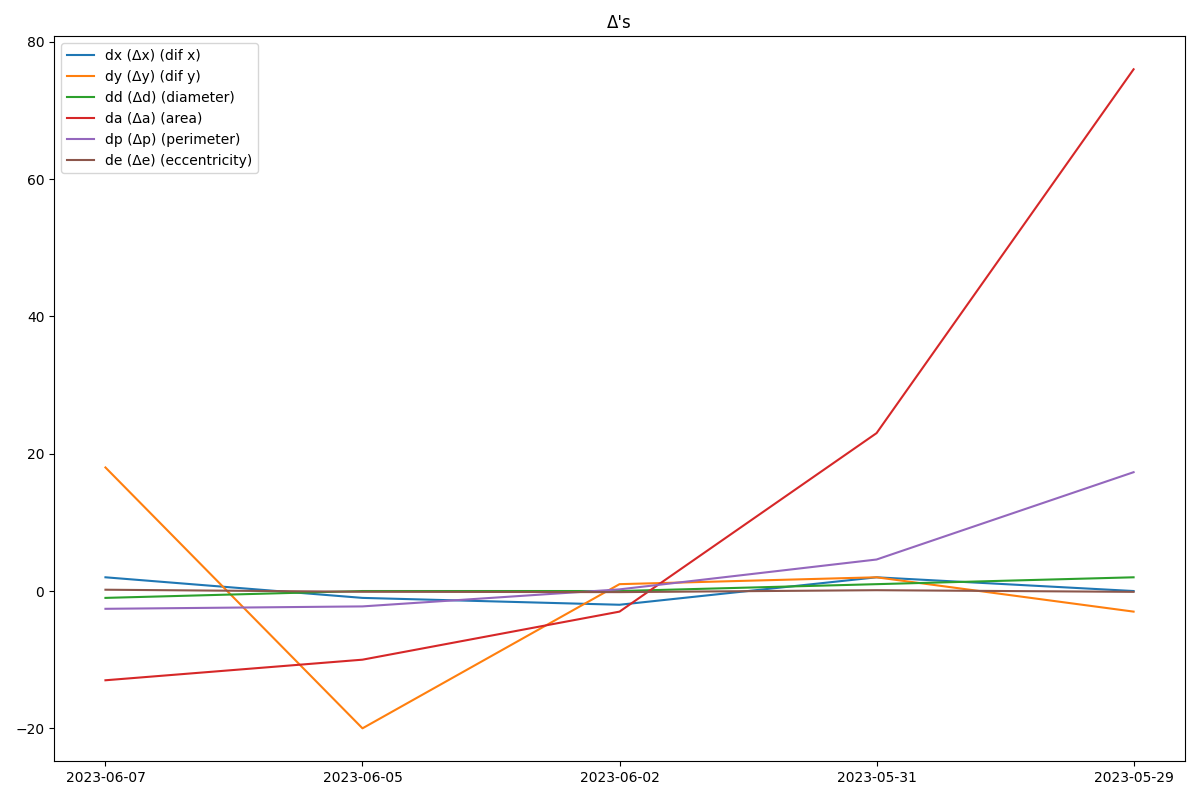 Δ's
dx (Δx) (dif x)
dy (Δy) (dif y)
dd (Δd) (diameter)
da (Δa) (area)
dp (Δp) (perimeter)
de (Δe) (eccentricity)
80
60
40
20
0
−20
2023-06-07 2023-06-05 2023-06-02 2023-05-31 2023-05-29